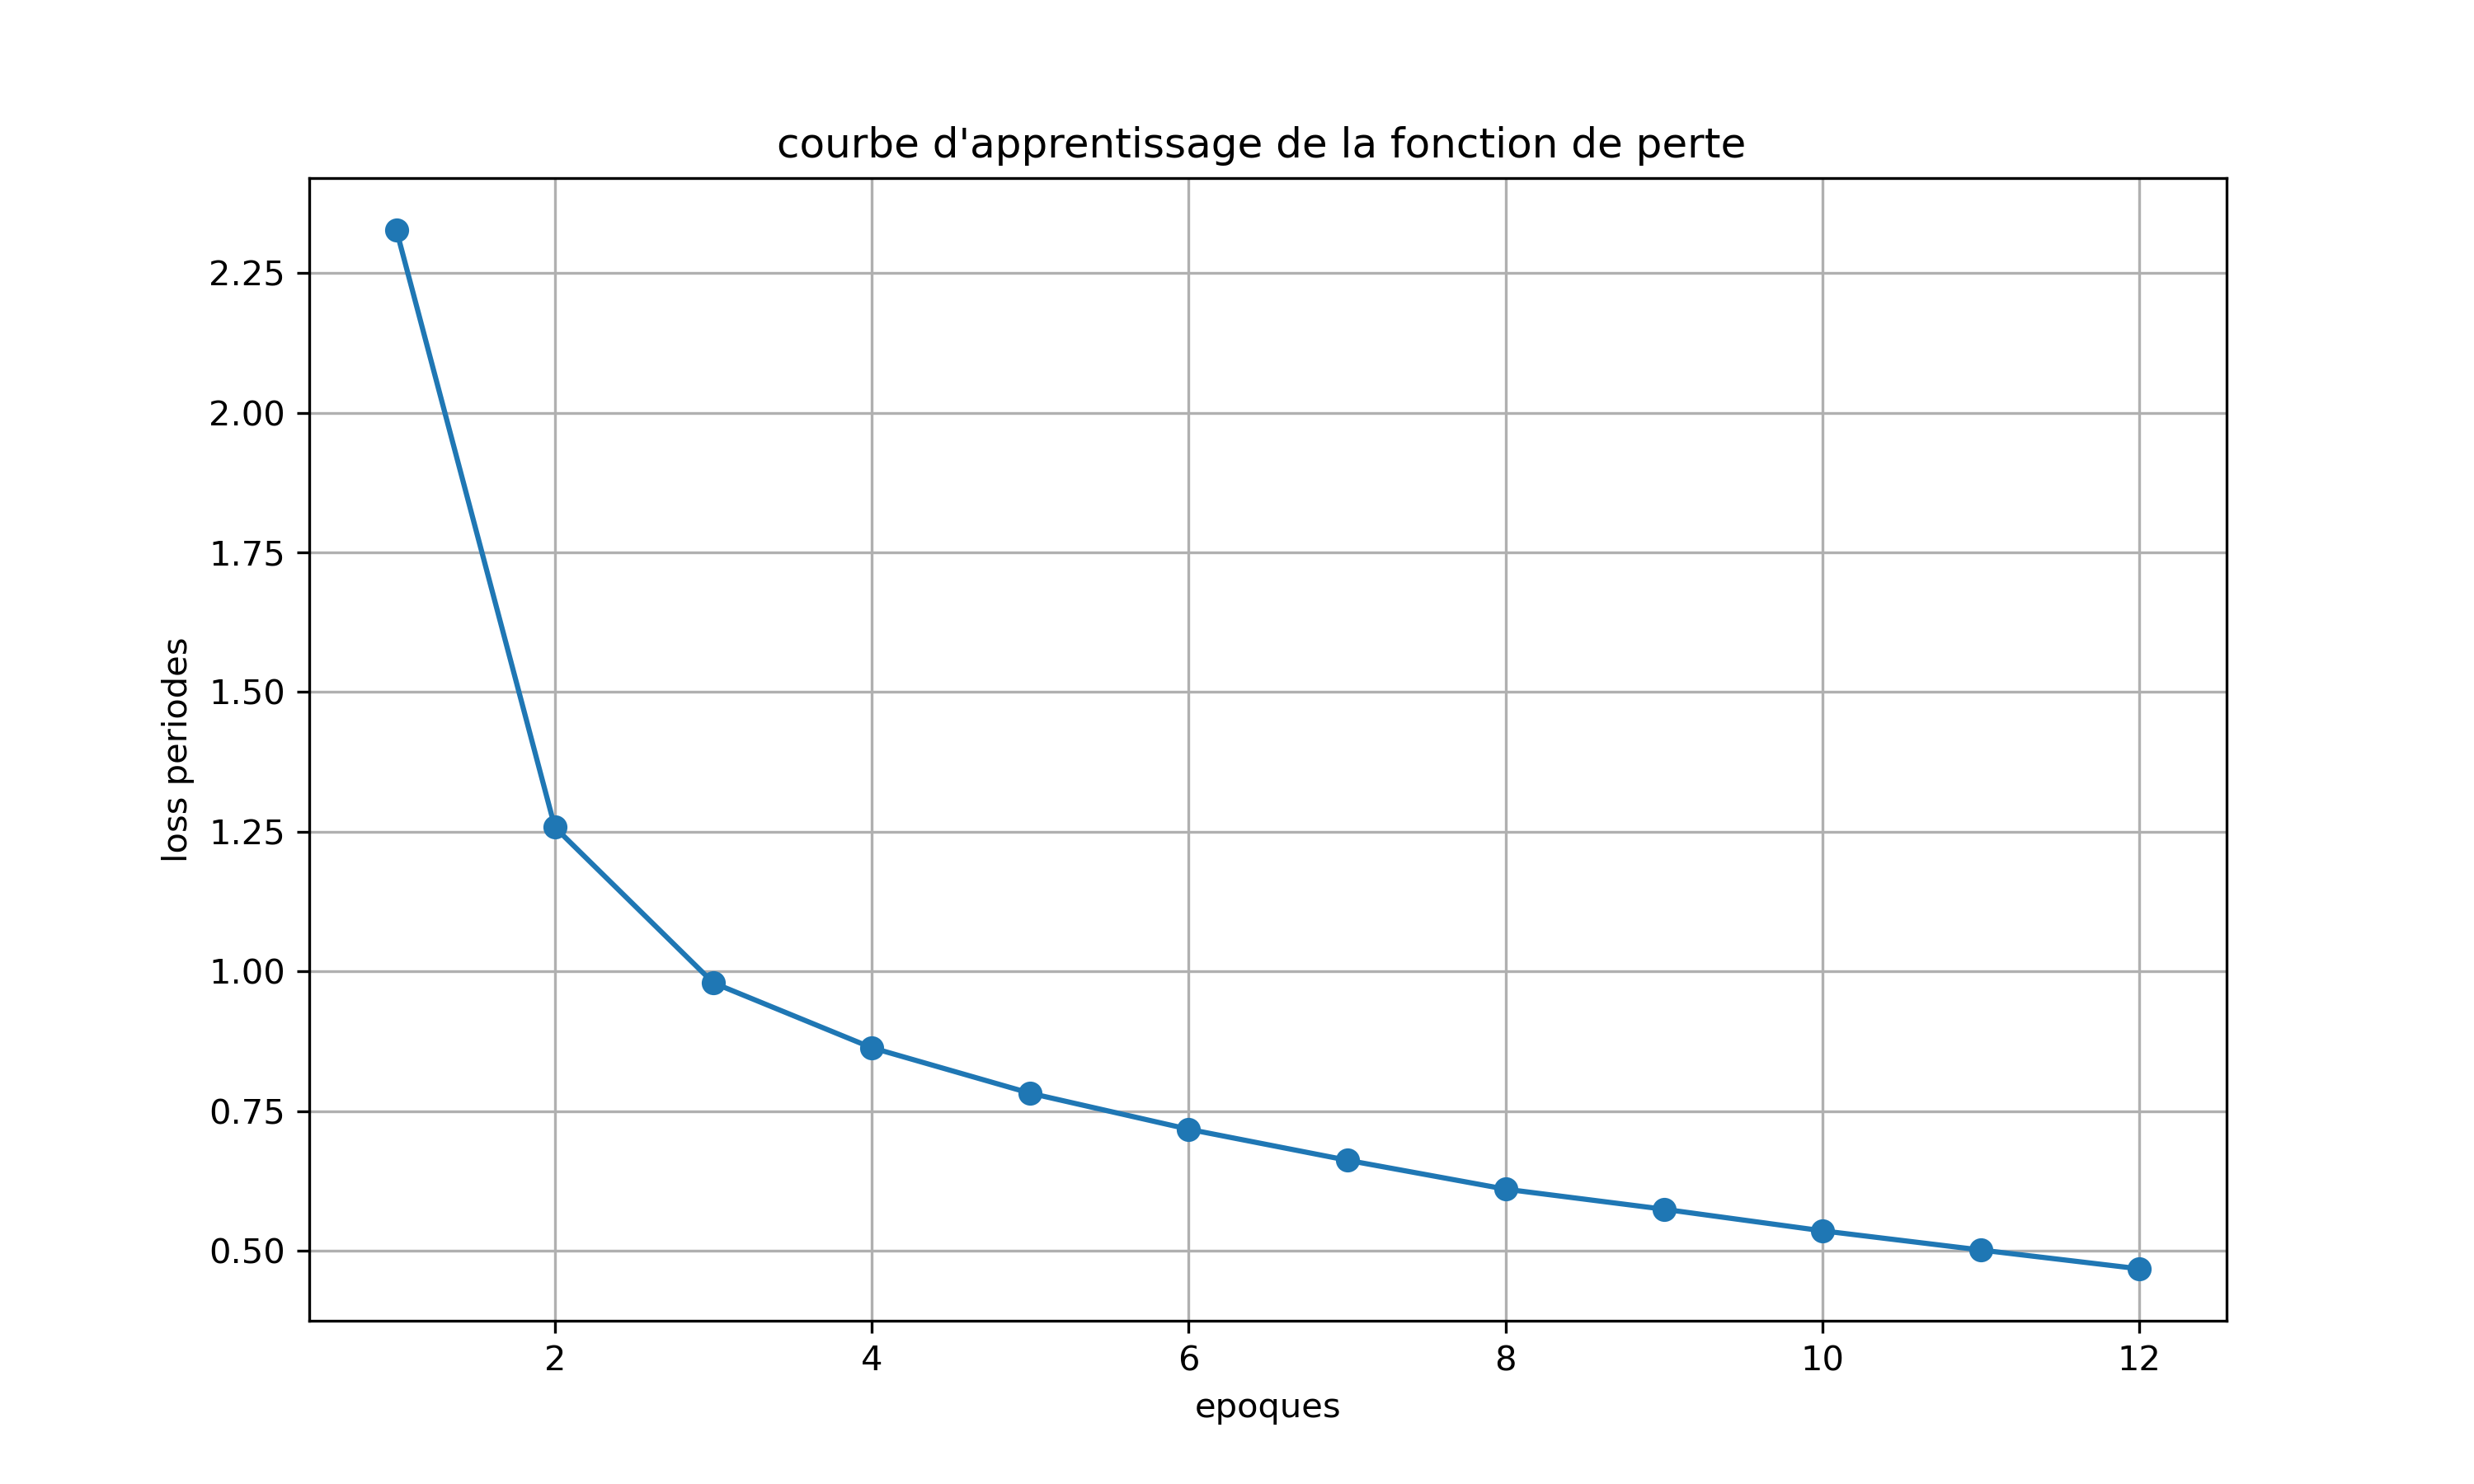 courbe d'apprentissage de la fonction de perte
loss periodes
2.25
2.00
1.75
1.50
1.25
1.00
0.75
0.50
2 4 6 8 10 12
epoques